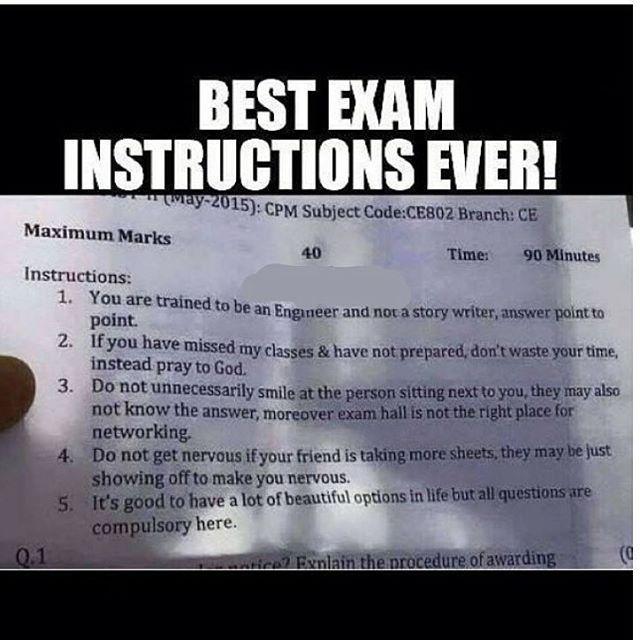 BEST EXAM
INSTRUCTIONS EVER!
(May-2015): CPM Subject Code:CE802 Branch: CE
Maximum Marks 40 Time: 90 Minutes
Instructions:
1. You are trained to be an Engineer and not a story writer, answer point to
point.
2. If you have missed my classes & have not prepared, don't waste your time,
instead pray to God.
3. Do not unnecessarily smile at the person sitting next to you, they may also
not know the answer, moreover exam hall is not the right place for
networking.
4. Do not get nervous if your friend is taking more sheets, they may be just
showing off to make you nervous.
5. It's good to have a lot of beautiful options in life but all questions are
compulsory here.
Q.1 notice? Explain the procedure of awarding